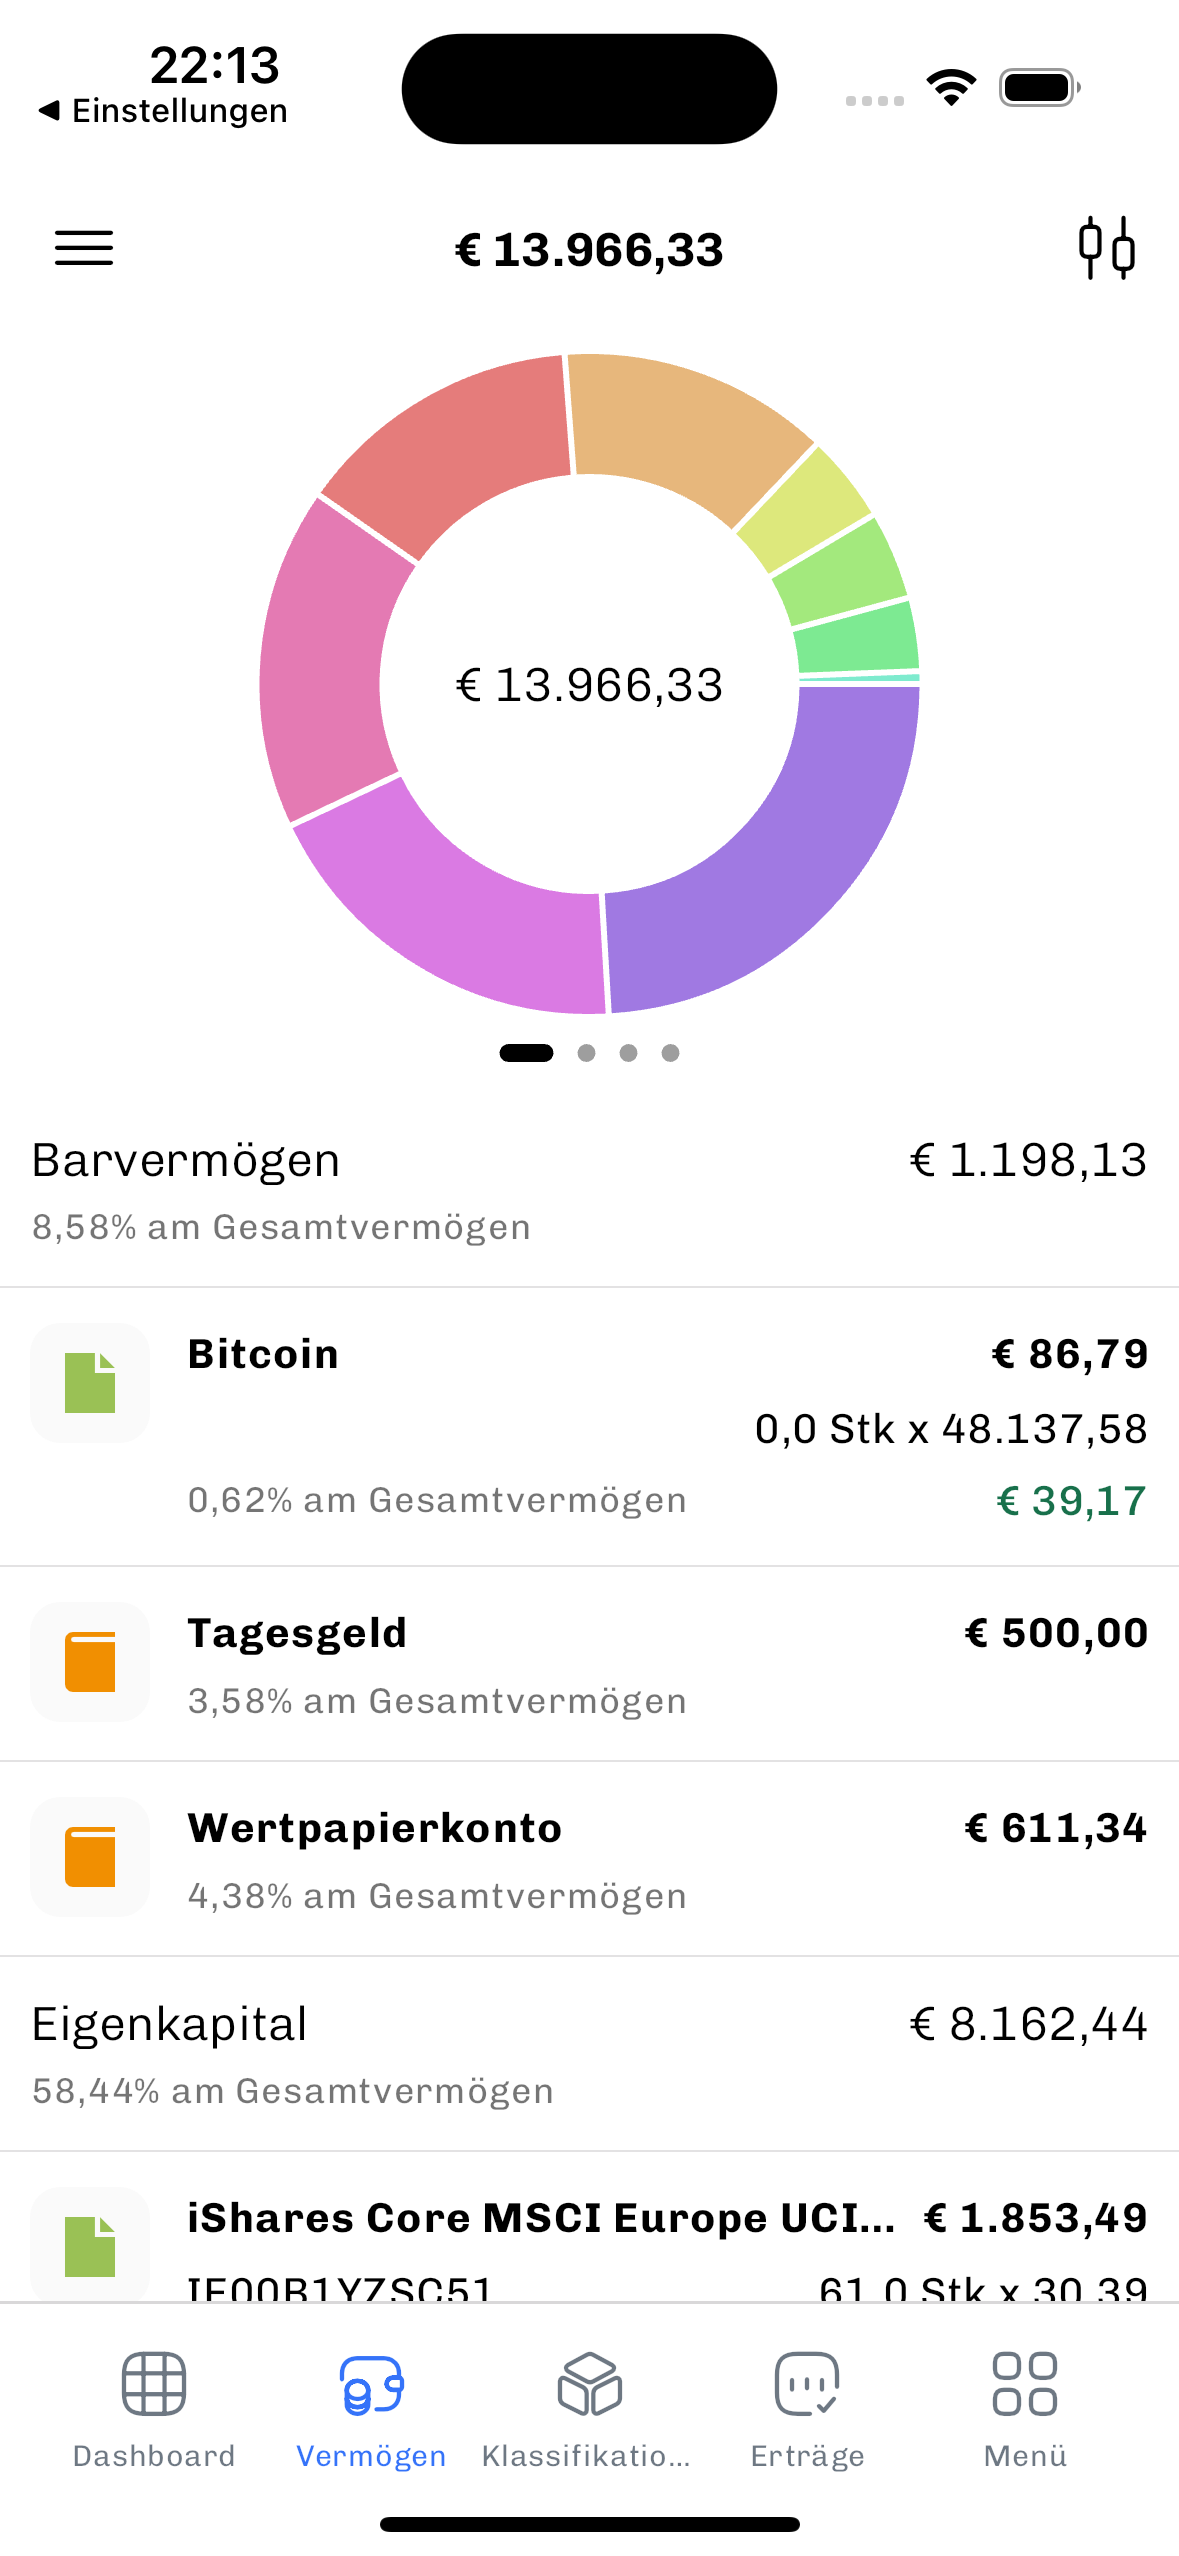 22:13
◀ Einstellungen
€ 13.966,33
€ 13.966,33
Barvermögen € 1.198,13
8,58% am Gesamtvermögen
Bitcoin € 86,79
0,0 Stk x 48.137,58
0,62% am Gesamtvermögen € 39,17
Tagesgeld € 500,00
3,58% am Gesamtvermögen
Wertpapierkonto € 611,34
4,38% am Gesamtvermögen
Eigenkapital € 8.162,44
58,44% am Gesamtvermögen
iShares Core MSCI Europe UCI... € 1.853,49
IE00B1YZSC51 61,0 Stk x 30,39
Dashboard Vermögen Klassifikatio... Erträge Menü